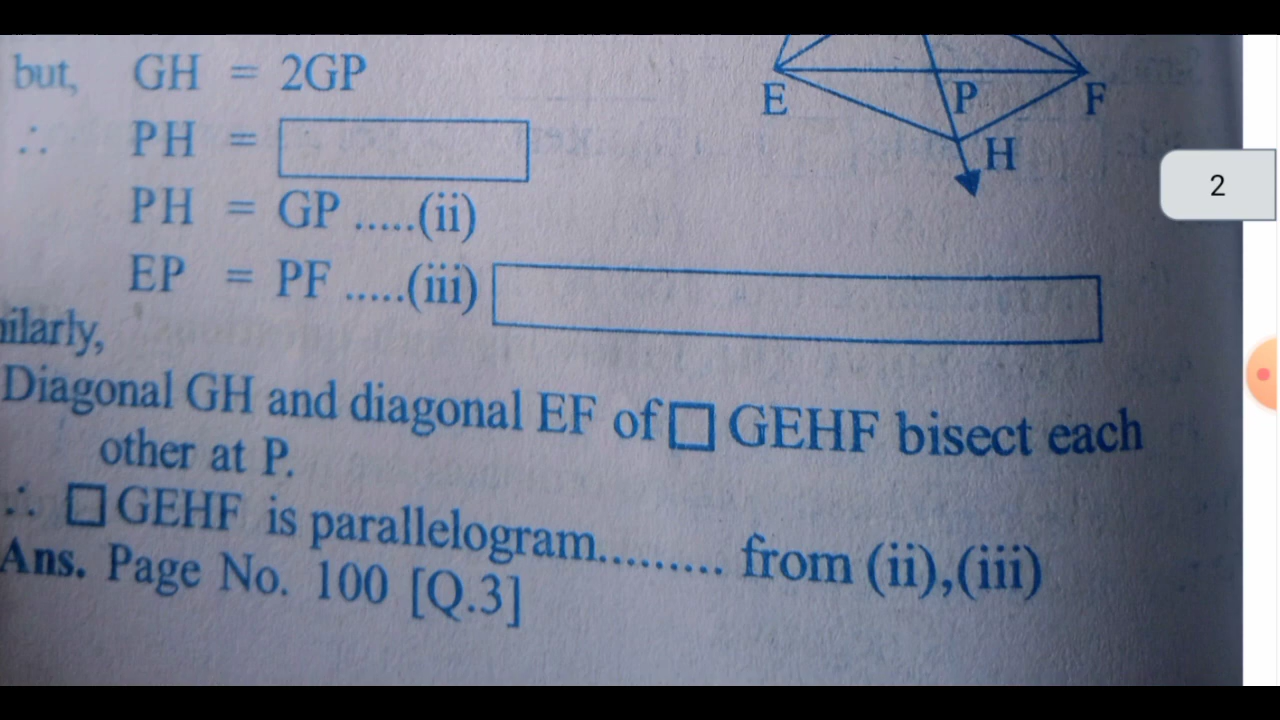 but, GH = 2GP
∴ PH =
PH = GP .....(ii)
EP = PF .....(iii)
ilarly,
Diagonal GH and diagonal EF of □ GEHF bisect each
other at P.
∴ □ GEHF is parallelogram......... from (ii),(iii)
Ans. Page No. 100 [Q.3]
E
P
F
H
2